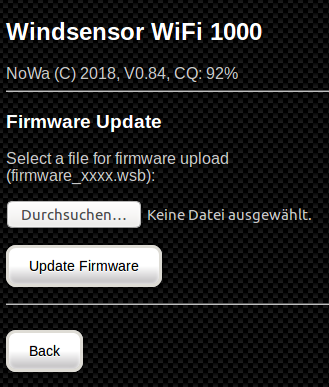 Windsensor WiFi 1000
NoWa (C) 2018, V0.84, CQ: 92%
Firmware Update
Select a file for firmware upload
(firmware_xxxx.wsb):
Durchsuchen... Keine Datei ausgewählt.
Update Firmware
Back